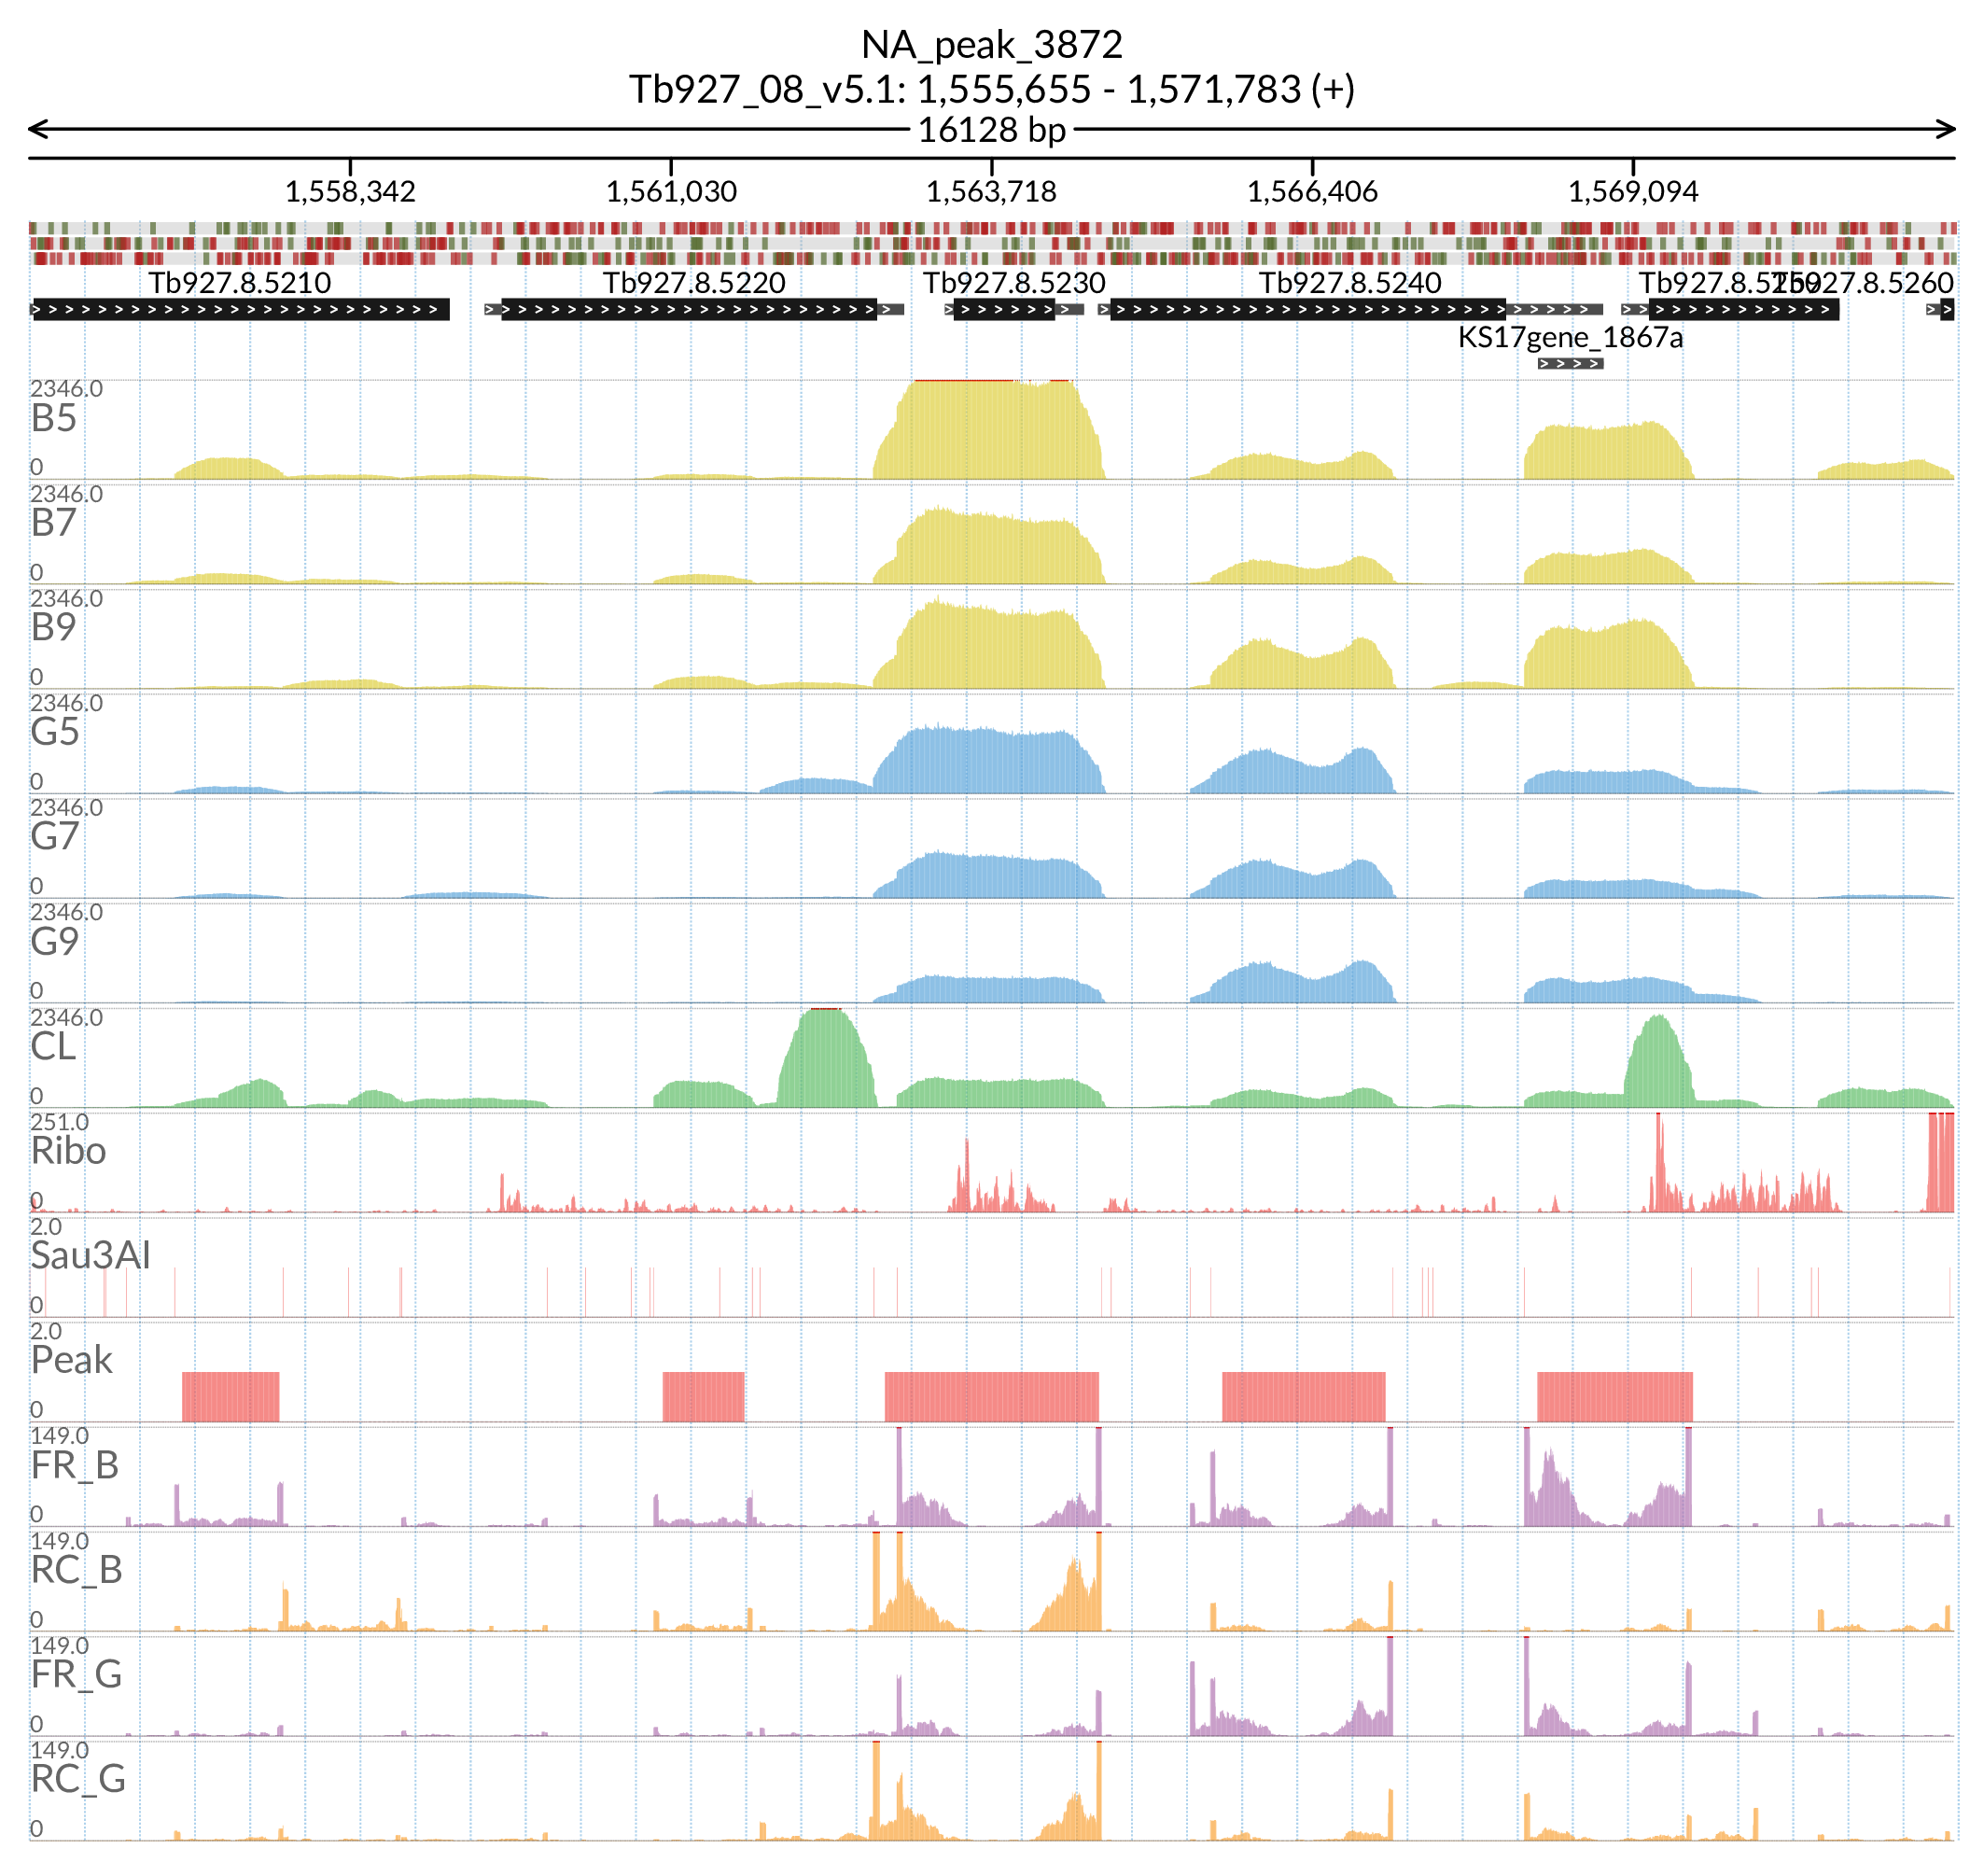 NA_peak_3872
Tb927_08_v5.1: 1,555,655 - 1,571,783 (+)
16128 bp
1,558,342 1,561,030 1,563,718 1,566,406 1,569,094
Tb927.8.5210 Tb927.8.5220 Tb927.8.5230 Tb927.8.5240 Tb927.8.5250 Tb927.8.5260
KS17gene_1867a
2346.0
B5
0
2346.0
B7
0
2346.0
B9
0
2346.0
G5
0
2346.0
G7
0
2346.0
G9
0
2346.0
CL
0
251.0
Ribo
0
2.0
Sau3AI
0
2.0
Peak
0
149.0
FR_B
0
149.0
RC_B
0
149.0
FR_G
0
149.0
RC_G
0